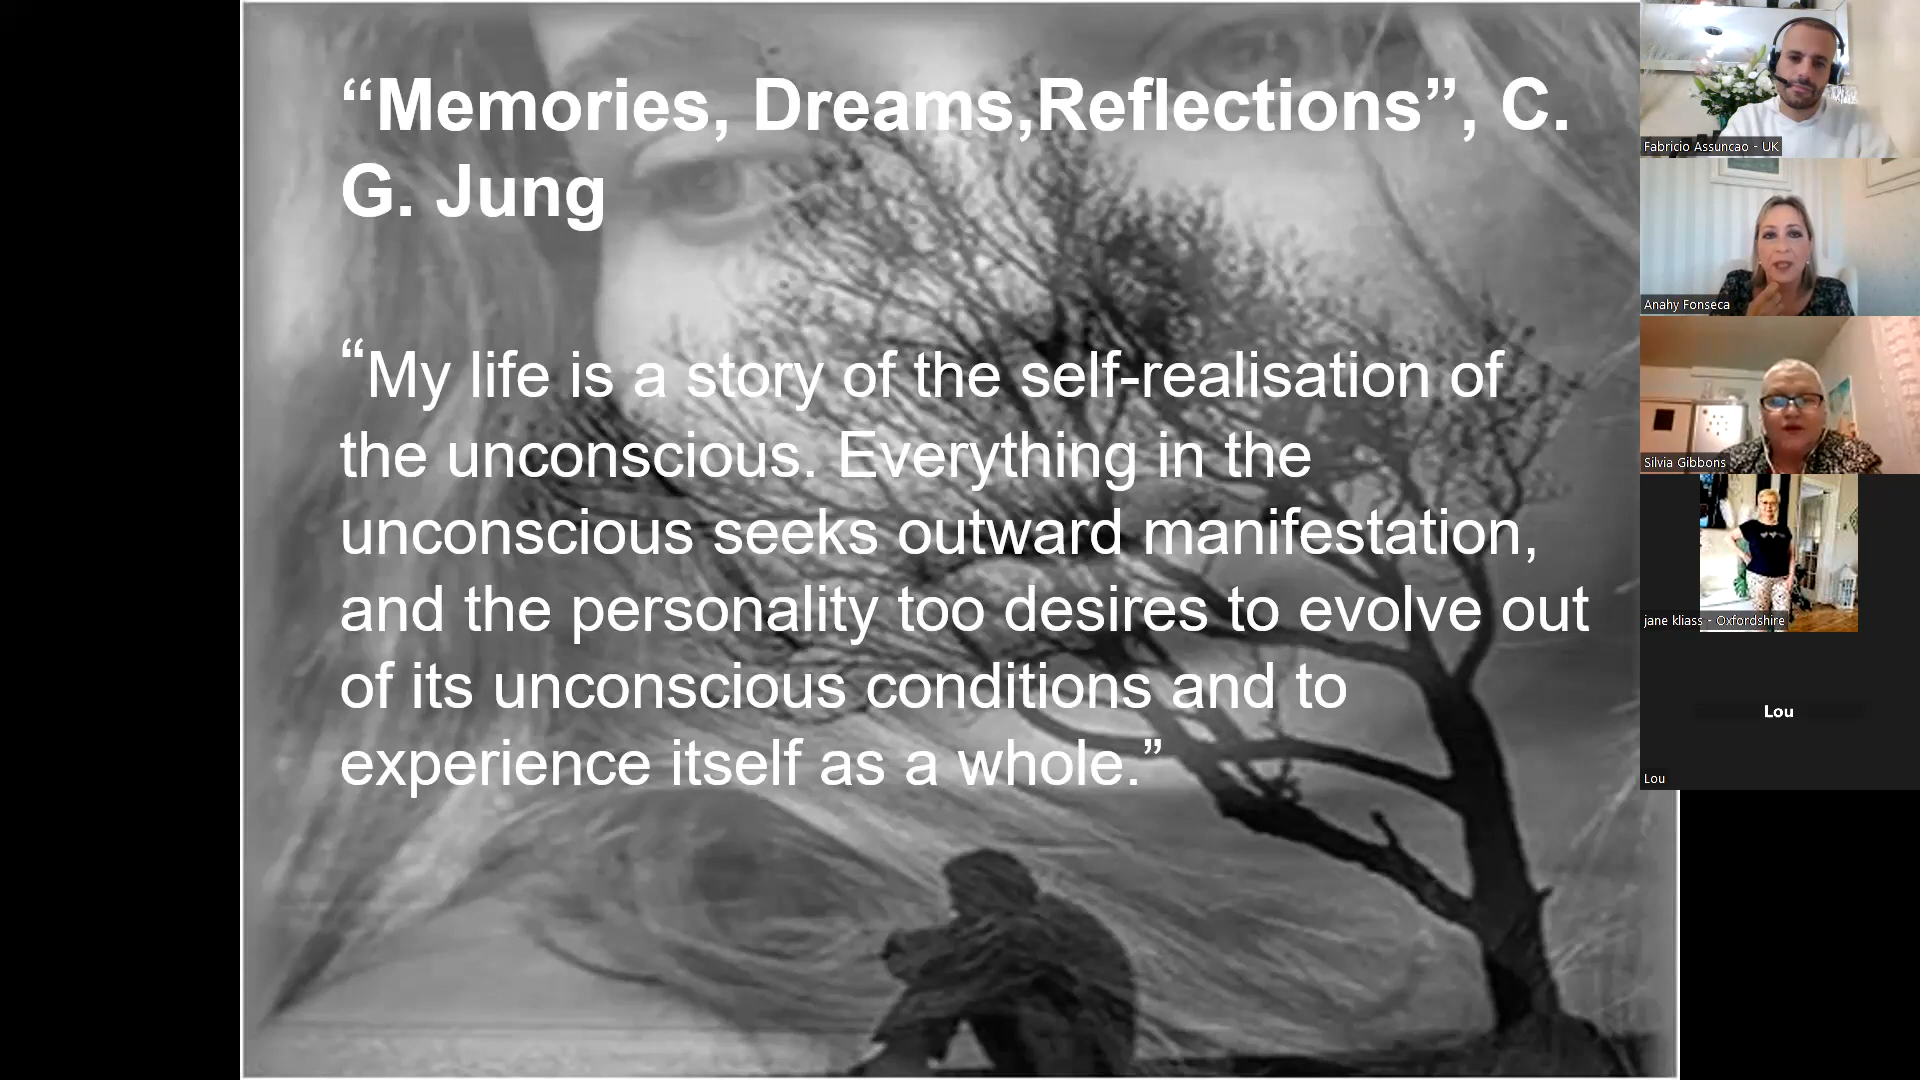 “Memories, Dreams,Reflections”, C.
G. Jung
“My life is a story of the self-realisation of
the unconscious. Everything in the
unconscious seeks outward manifestation,
and the personality too desires to evolve out
of its unconscious conditions and to
experience itself as a whole.”
Fabricio Assuncao - UK
Anahy Fonseca
Silvia Gibbons
jane kliass - Oxfordshire
Lou
Lou